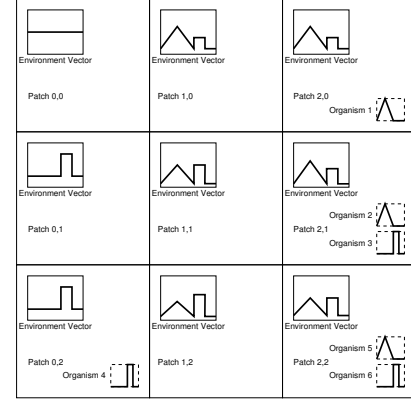 Environment Vector
Environment Vector
Environment Vector
Patch 0,0
Patch 1,0
Patch 2,0
Organism 1
Environment Vector
Environment Vector
Environment Vector
Organism 2
Patch 0,1
Patch 1,1
Patch 2,1
Organism 3
Environment Vector
Environment Vector
Environment Vector
Organism 5
Patch 0,2
Patch 1,2
Patch 2,2
Organism 4
Organism 6